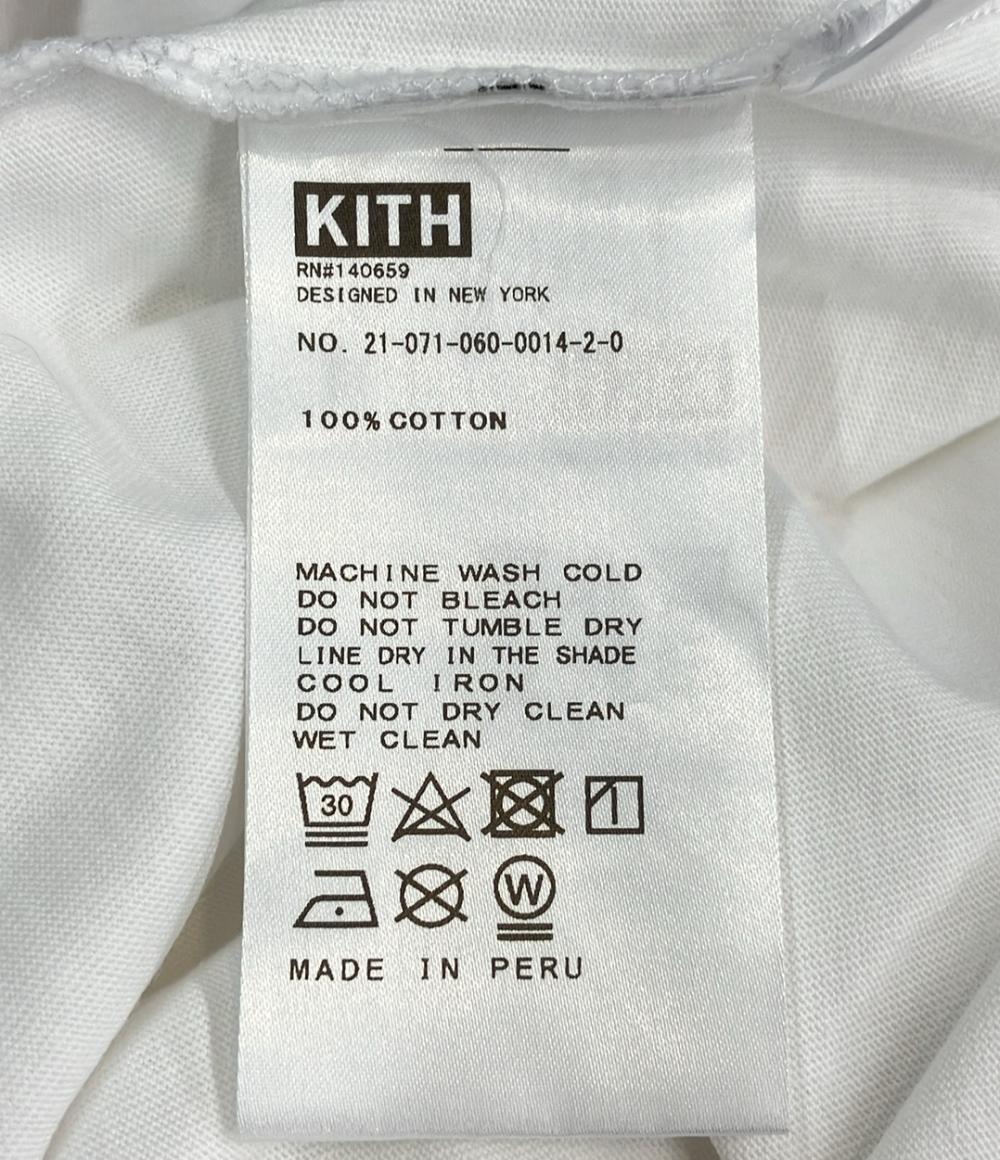 KITH
RN#140659
DESIGNED IN NEW YORK
NO. 21-071-060-0014-2-0
100% COTTON
MACHINE WASH COLD
DO NOT BLEACH
DO NOT TUMBLE DRY
LINE DRY IN THE SHADE
COOL IRON
DO NOT DRY CLEAN
WET CLEAN
30
W
MADE IN PERU